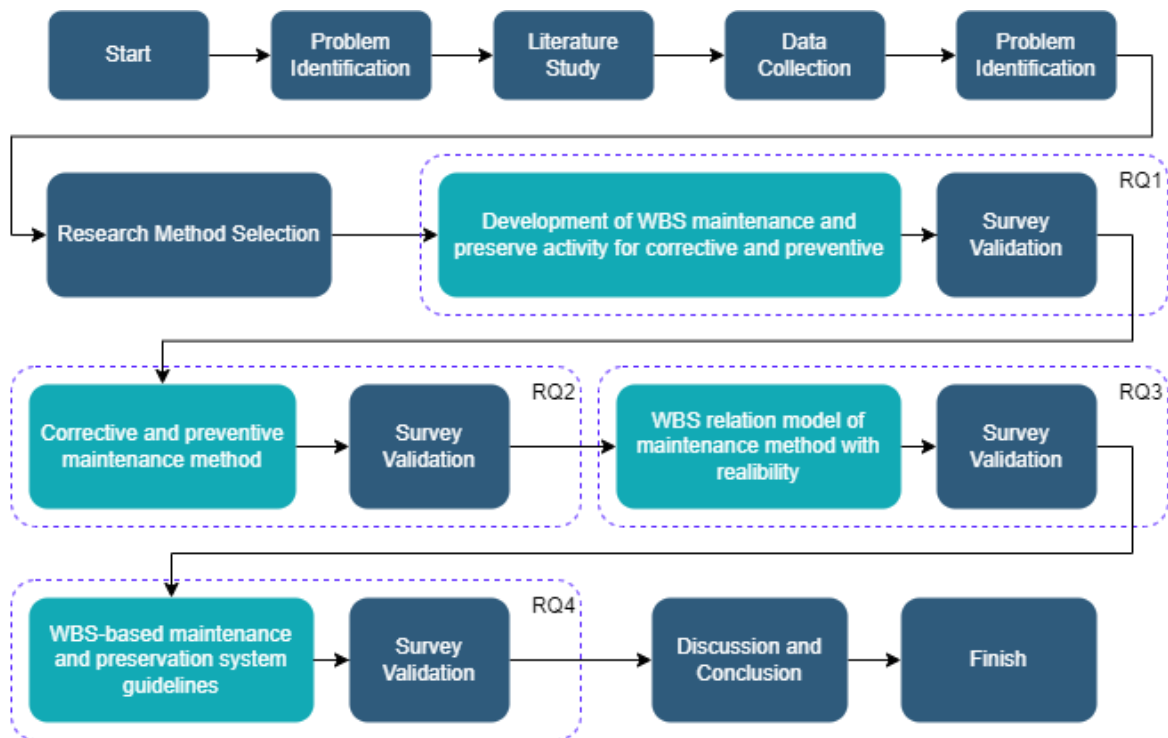 Start
Problem
Identification
Literature
Study
Data
Collection
Problem
Identification
RQ1
Research Method Selection
Development of WBS maintenance and
preserve activity for corrective and preventive
Survey
Validation
RQ2
Corrective and preventive
maintenance method
Survey
Validation
RQ3
WBS relation model of
maintenance method with
realibility
Survey
Validation
RQ4
WBS-based maintenance
and preservation system
guidelines
Survey
Validation
Discussion and
Conclusion
Finish